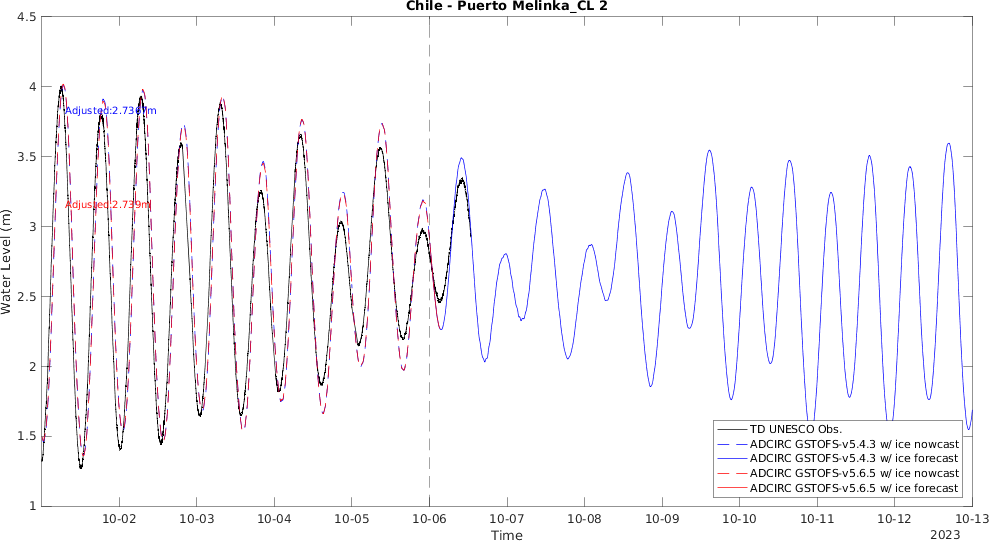 Chile - Puerto Melinka_CL 2
4.5
4
3.5
3
2.5
2
1.5
1
Water Level (m)
Adjusted:2.7367m
Adjusted:2.739m
TD UNESCO Obs.
ADCIRC GSTOFS-v5.4.3 w/ ice nowcast
ADCIRC GSTOFS-v5.4.3 w/ ice forecast
ADCIRC GSTOFS-v5.6.5 w/ ice nowcast
ADCIRC GSTOFS-v5.6.5 w/ ice forecast
10-02 10-03 10-04 10-05 10-06 10-07 10-08 10-09 10-10 10-11 10-12 10-13
Time
2023